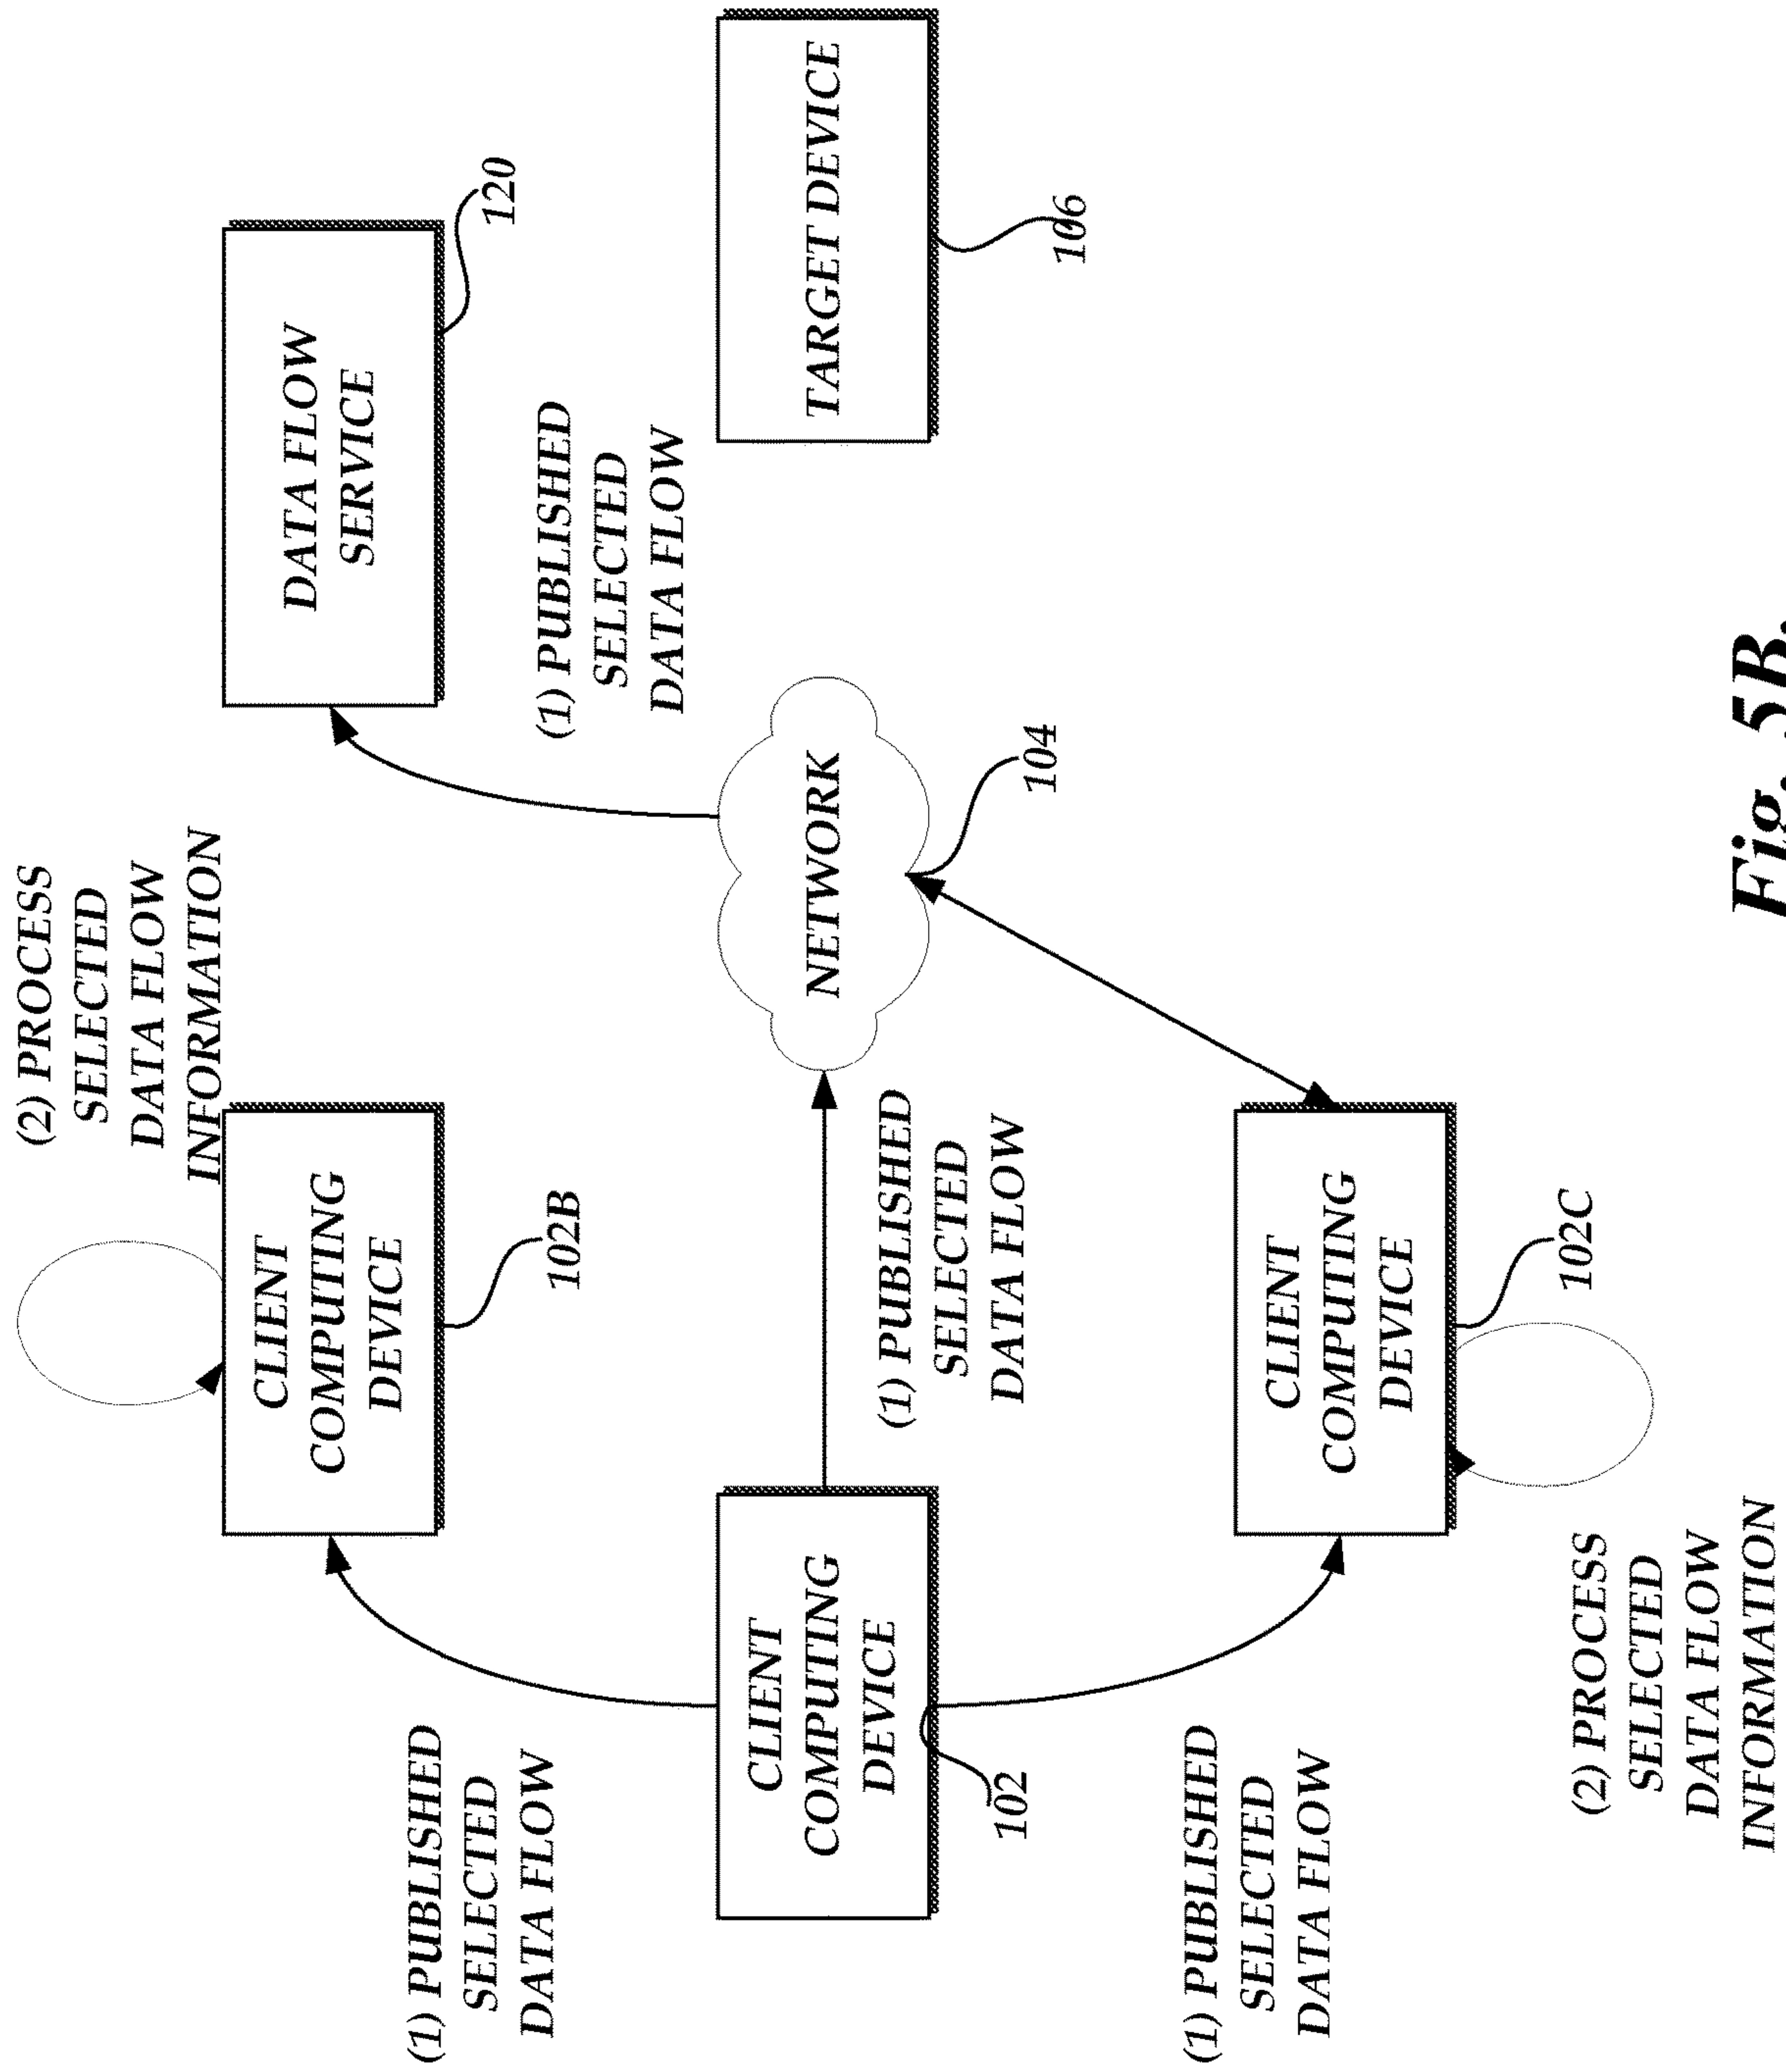 (2) PROCESS
SELECTED
DATA FLOW
INFORMATION
CLIENT
COMPUTING
DEVICE
102B
DATA FLOW
SERVICE
120
(1) PUBLISHED
SELECTED
DATA FLOW
(1) PUBLISHED
SELECTED
DATA FLOW
CLIENT
COMPUTING
DEVICE
102
(1) PUBLISHED
SELECTED
DATA FLOW
NETWORK
104
TARGET DEVICE
106
(1) PUBLISHED
SELECTED
DATA FLOW
CLIENT
COMPUTING
DEVICE
102C
(2) PROCESS
SELECTED
DATA FLOW
INFORMATION
Fig. 5B.